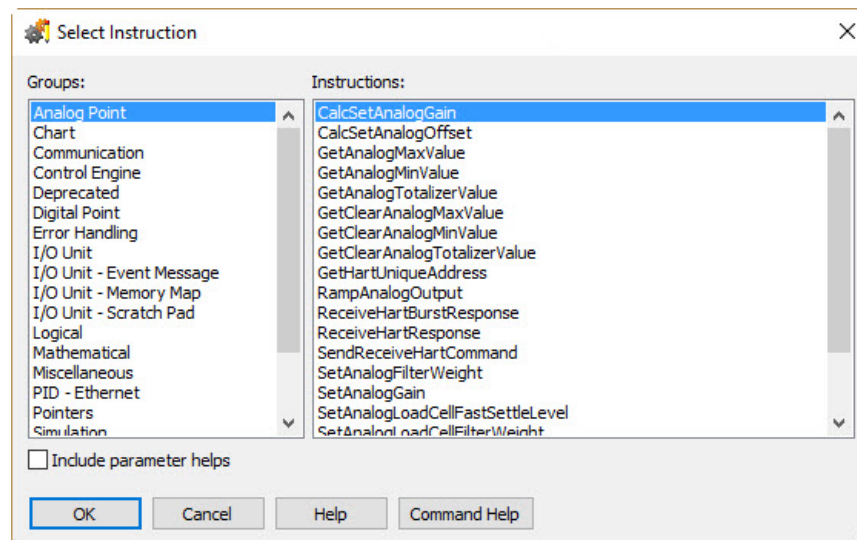 Select Instruction
Groups:
Analog Point
Chart
Communication
Control Engine
Deprecated
Digital Point
Error Handling
I/O Unit
I/O Unit - Event Message
I/O Unit - Memory Map
I/O Unit - Scratch Pad
Logical
Mathematical
Miscellaneous
PID - Ethernet
Pointers
Simulation
Instructions:
CalcSetAnalogGain
CalcSetAnalogOffset
GetAnalogMaxValue
GetAnalogMinValue
GetAnalogTotalizerValue
GetClearAnalogMaxValue
GetClearAnalogMinValue
GetClearAnalogTotalizerValue
GetHartUniqueAddress
RampAnalogOutput
ReceiveHartBurstResponse
ReceiveHartResponse
SendReceiveHartCommand
SetAnalogFilterWeight
SetAnalogGain
SetAnalogLoadCellFastSettleLevel
SetAnalogLoadCellFilterWeight
Include parameter helps
OK Cancel Help Command Help